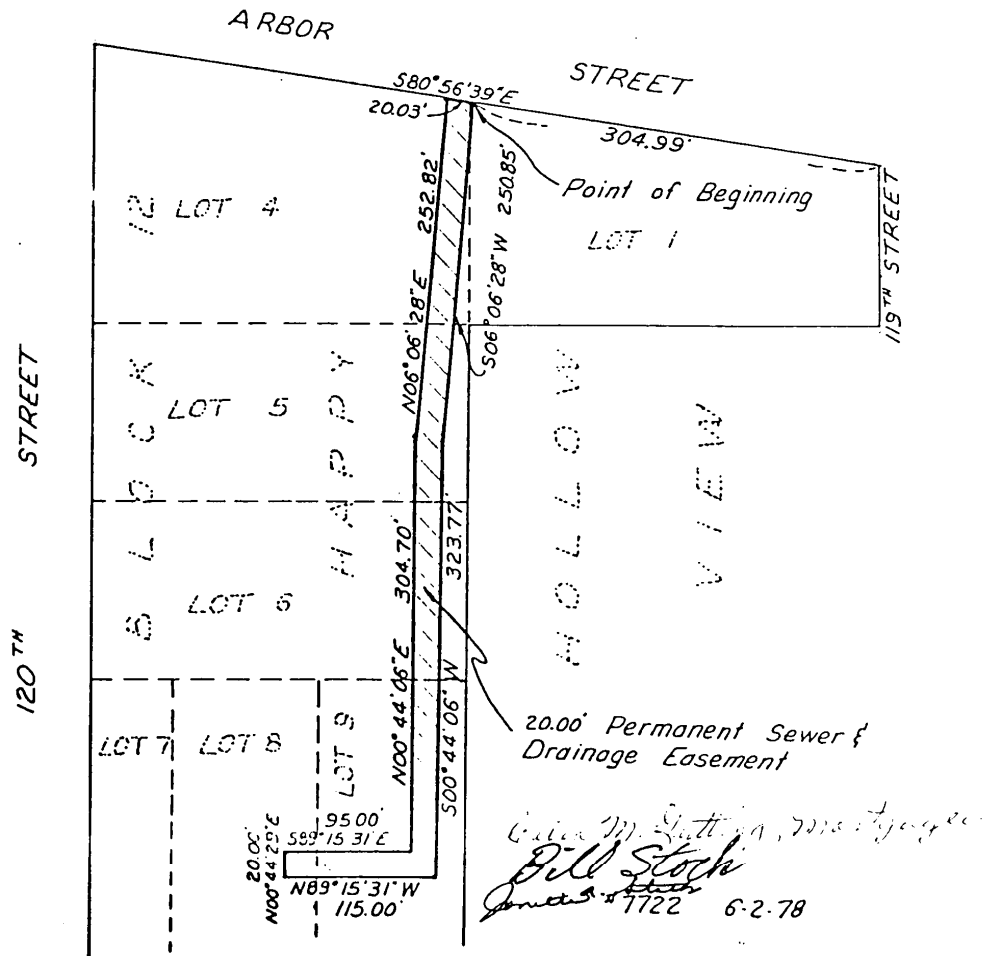 ARBOR STREET
S80°56'39"E
20.03'
304.99'
Point of Beginning
252.82'
S06°06'28"W 250.85'
N06°06'28"E
LOT 4
LOT 1
119TH STREET
BLOCK 12
HAPPY
HOLLOW
VIEW
LOT 5
120TH STREET
LOT 6
304.70'
323.77'
N00°44'06"E
S00°44'06"W
LOT 7
LOT 8
LOT 9
20.00' Permanent Sewer &
Drainage Easement
95.00'
S89°15'31"E
20.00'
N00°44'29"E
N89°15'31"W
115.00'
Bill Stock
7722 6-2-78